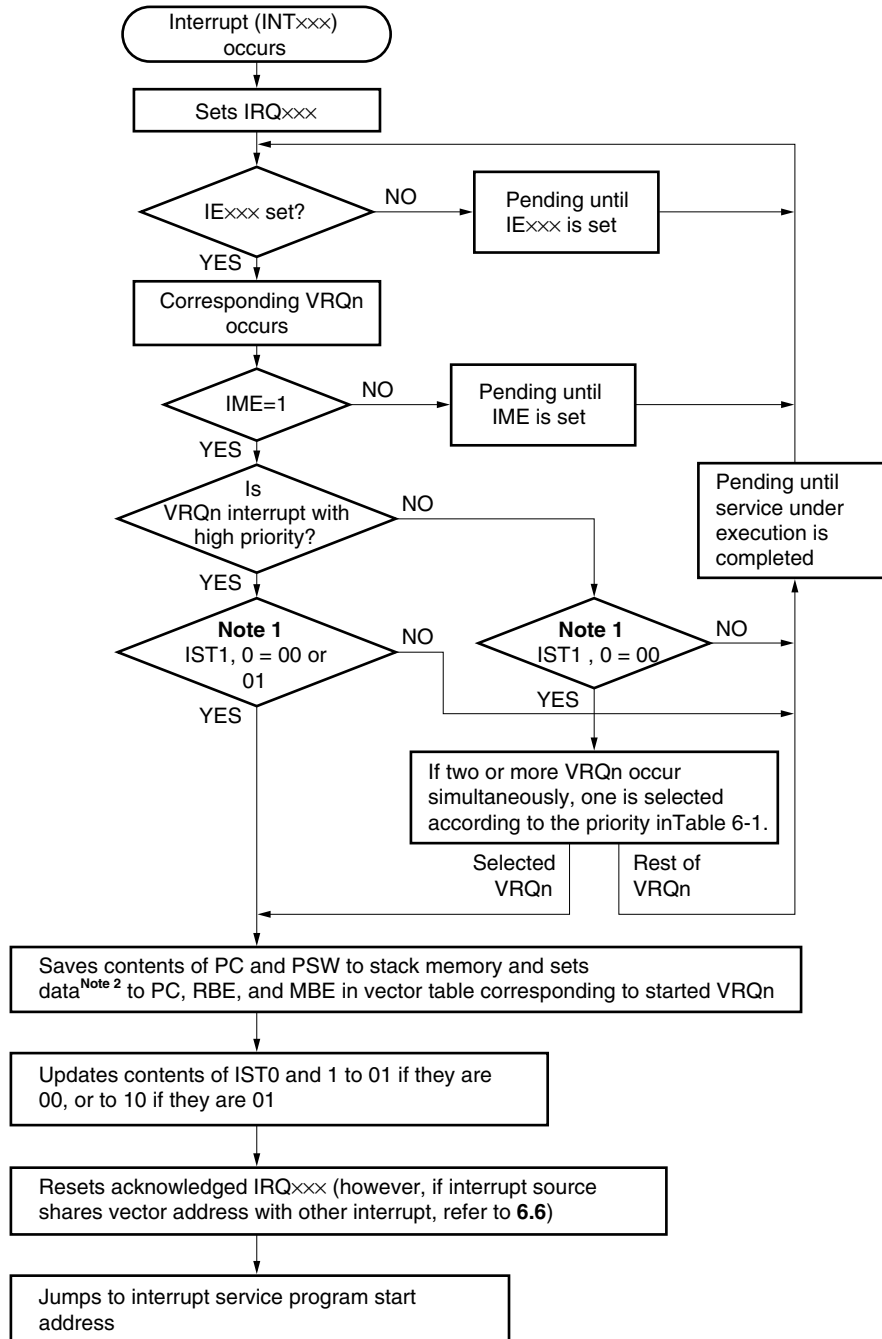 Interrupt (INT×××)
occurs
Sets IRQ×××
IE××× set?
NO
Pending until
IE××× is set
YES
Corresponding VRQn
occurs
IME=1
NO
Pending until
IME is set
YES
Is
VRQn interrupt with
high priority?
NO
Pending until
service under
execution is
completed
YES
Note 1
IST1, 0 = 00 or
01
NO
Note 1
IST1 , 0 = 00
NO
YES
YES
If two or more VRQn occur
simultaneously, one is selected
according to the priority inTable 6-1.
Selected
VRQn
Rest of
VRQn
Saves contents of PC and PSW to stack memory and sets
data Note 2 to PC, RBE, and MBE in vector table corresponding to started VRQn
Updates contents of IST0 and 1 to 01 if they are
00, or to 10 if they are 01
Resets acknowledged IRQ××× (however, if interrupt source
shares vector address with other interrupt, refer to 6.6)
Jumps to interrupt service program start
address